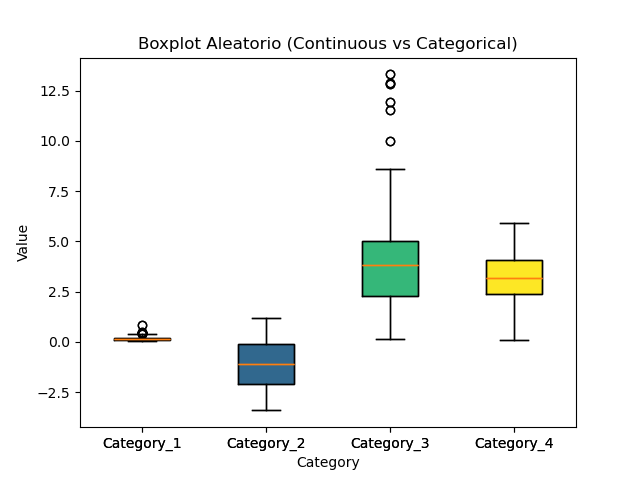 Boxplot Aleatorio (Continuous vs Categorical)
Value
12.5
10.0
7.5
5.0
2.5
0.0
−2.5
Category_1 Category_2 Category_3 Category_4
Category